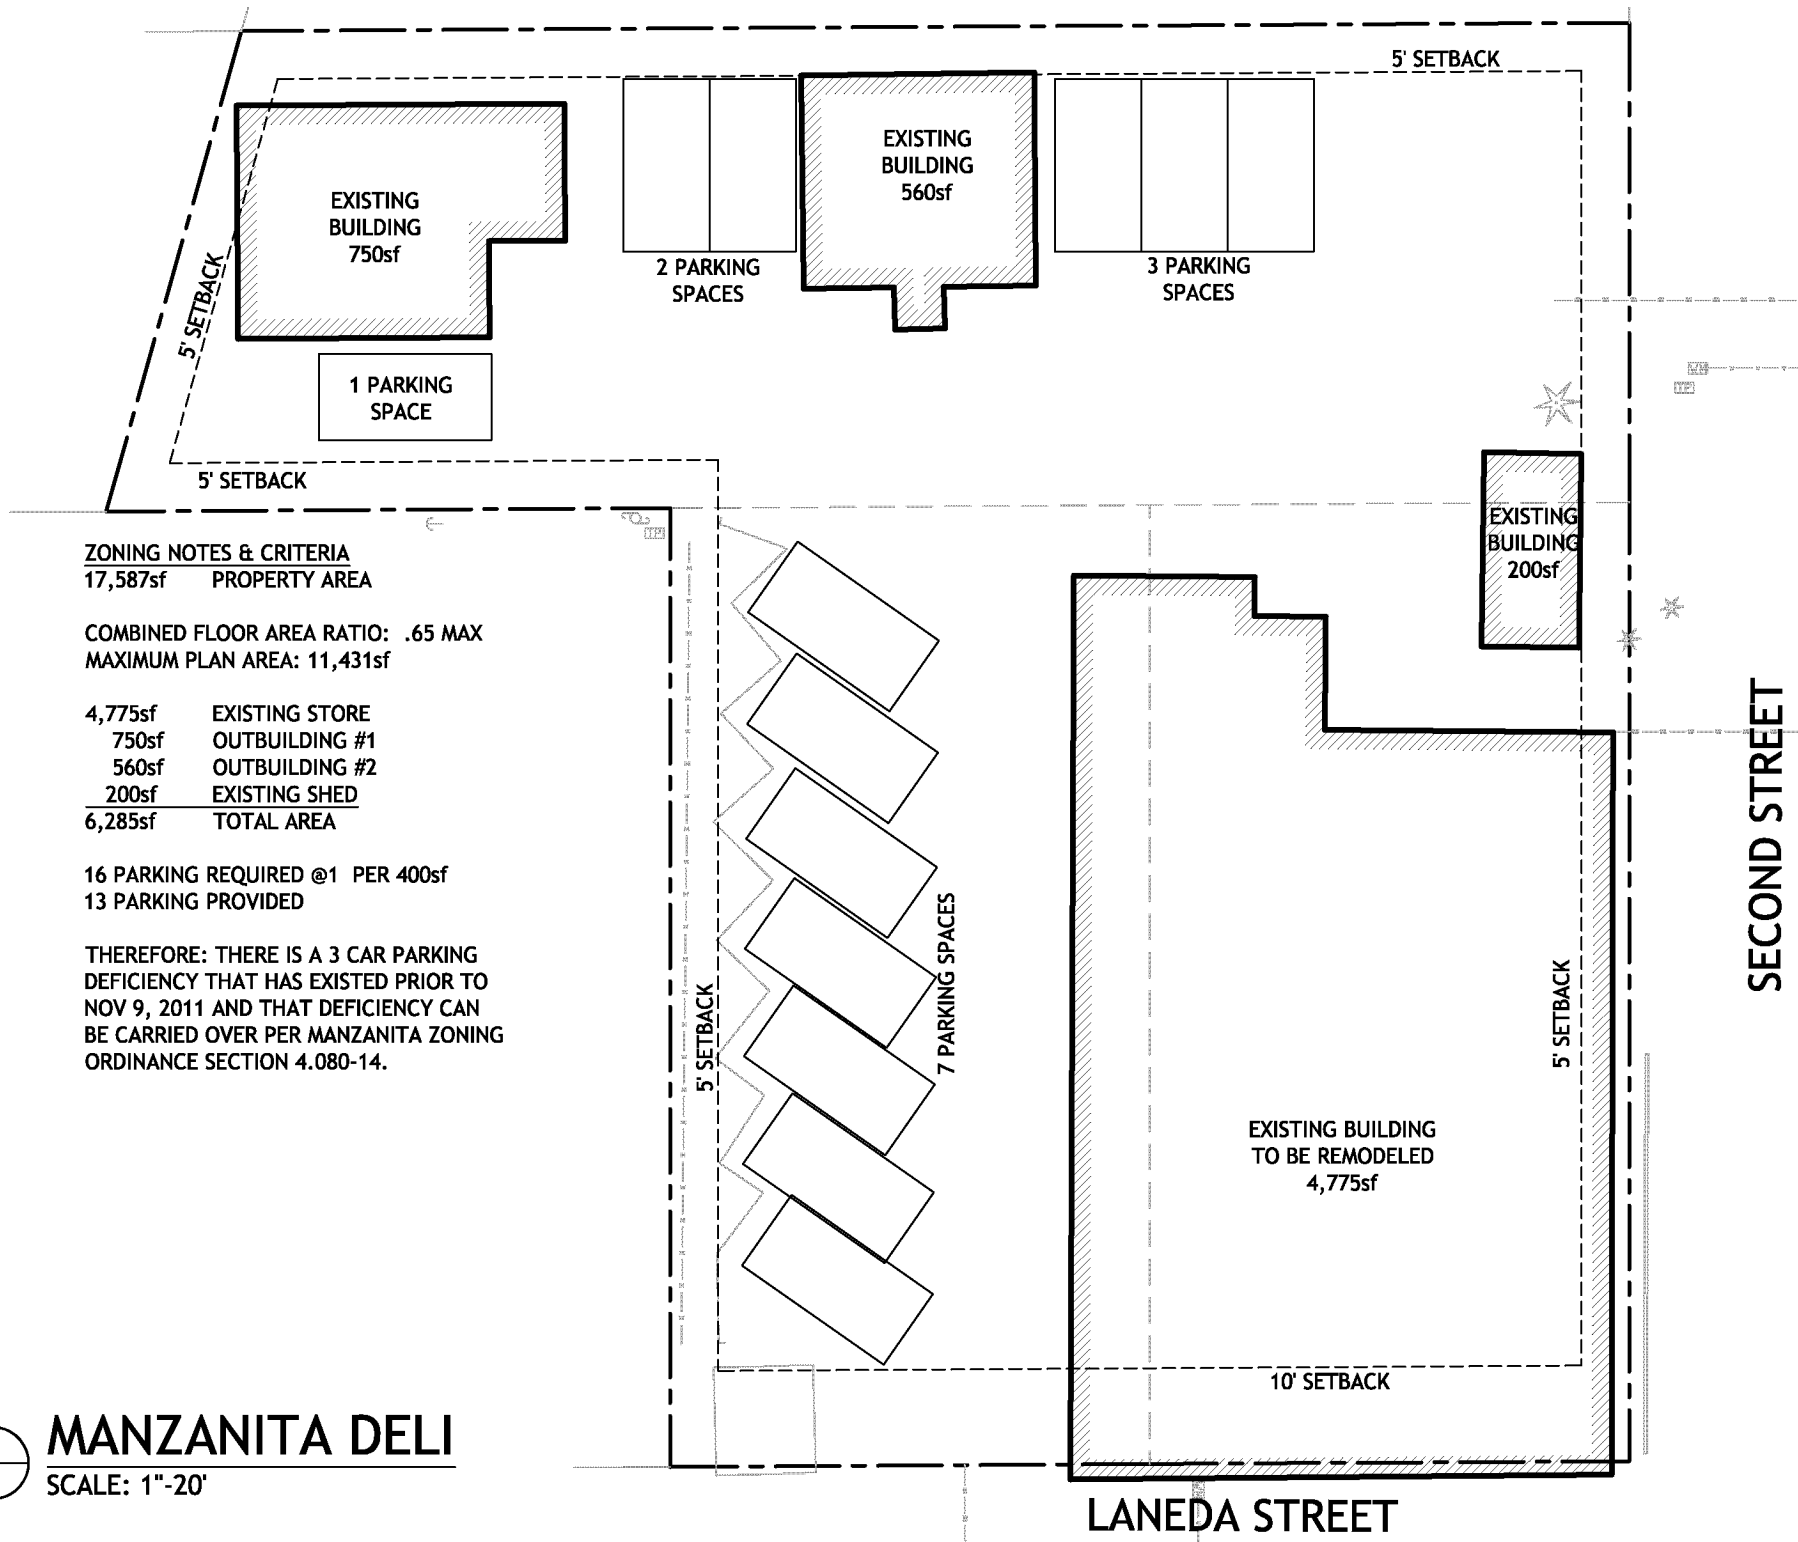 5' SETBACK
EXISTING
BUILDING
750sf
EXISTING
BUILDING
560sf
2 PARKING
SPACES
3 PARKING
SPACES
5' SETBACK
1 PARKING
SPACE
5' SETBACK
EXISTING
BUILDING
200sf
ZONING NOTES & CRITERIA
17,587sf PROPERTY AREA
COMBINED FLOOR AREA RATIO: .65 MAX
MAXIMUM PLAN AREA: 11,431sf
4,775sf EXISTING STORE
750sf OUTBUILDING #1
560sf OUTBUILDING #2
200sf EXISTING SHED
6,285sf TOTAL AREA
16 PARKING REQUIRED @1 PER 400sf
13 PARKING PROVIDED
THEREFORE: THERE IS A 3 CAR PARKING
DEFICIENCY THAT HAS EXISTED PRIOR TO
NOV 9, 2011 AND THAT DEFICIENCY CAN
BE CARRIED OVER PER MANZANITA ZONING
ORDINANCE SECTION 4.080-14.
5' SETBACK
7 PARKING SPACES
5' SETBACK
SECOND STREET
EXISTING BUILDING
TO BE REMODELED
4,775sf
10' SETBACK
MANZANITA DELI
SCALE: 1"-20'
LANEDA STREET